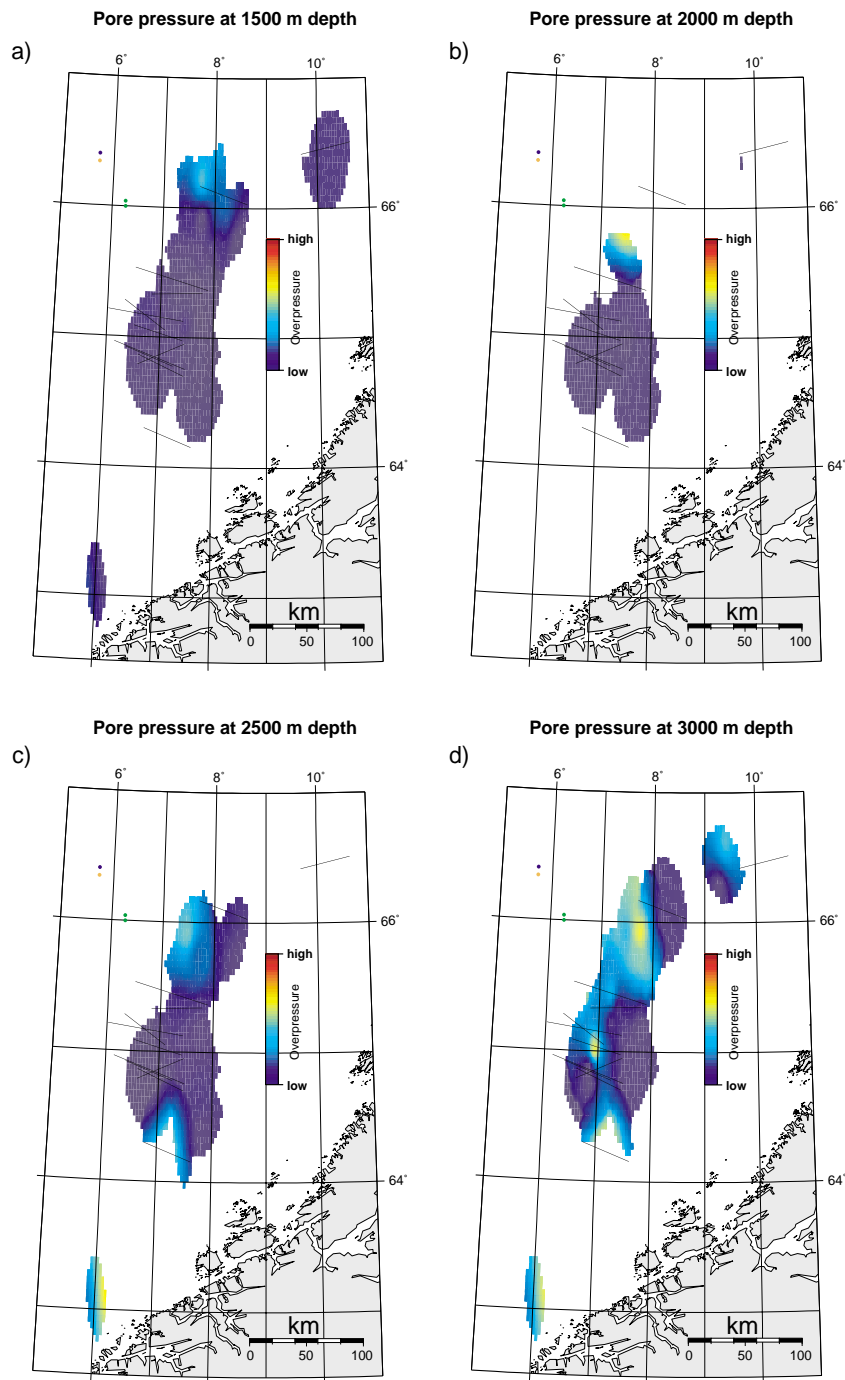 Pore pressure at 1500 m depth
a)
6° 8° 10°
66°
high
Overpressure
low
64°
km
0 50 100
Pore pressure at 2000 m depth
b)
6° 8° 10°
66°
high
Overpressure
low
64°
km
0 50 100
Pore pressure at 2500 m depth
c)
6° 8° 10°
66°
high
Overpressure
low
64°
km
0 50 100
Pore pressure at 3000 m depth
d)
6° 8° 10°
66°
high
Overpressure
low
64°
km
0 50 100